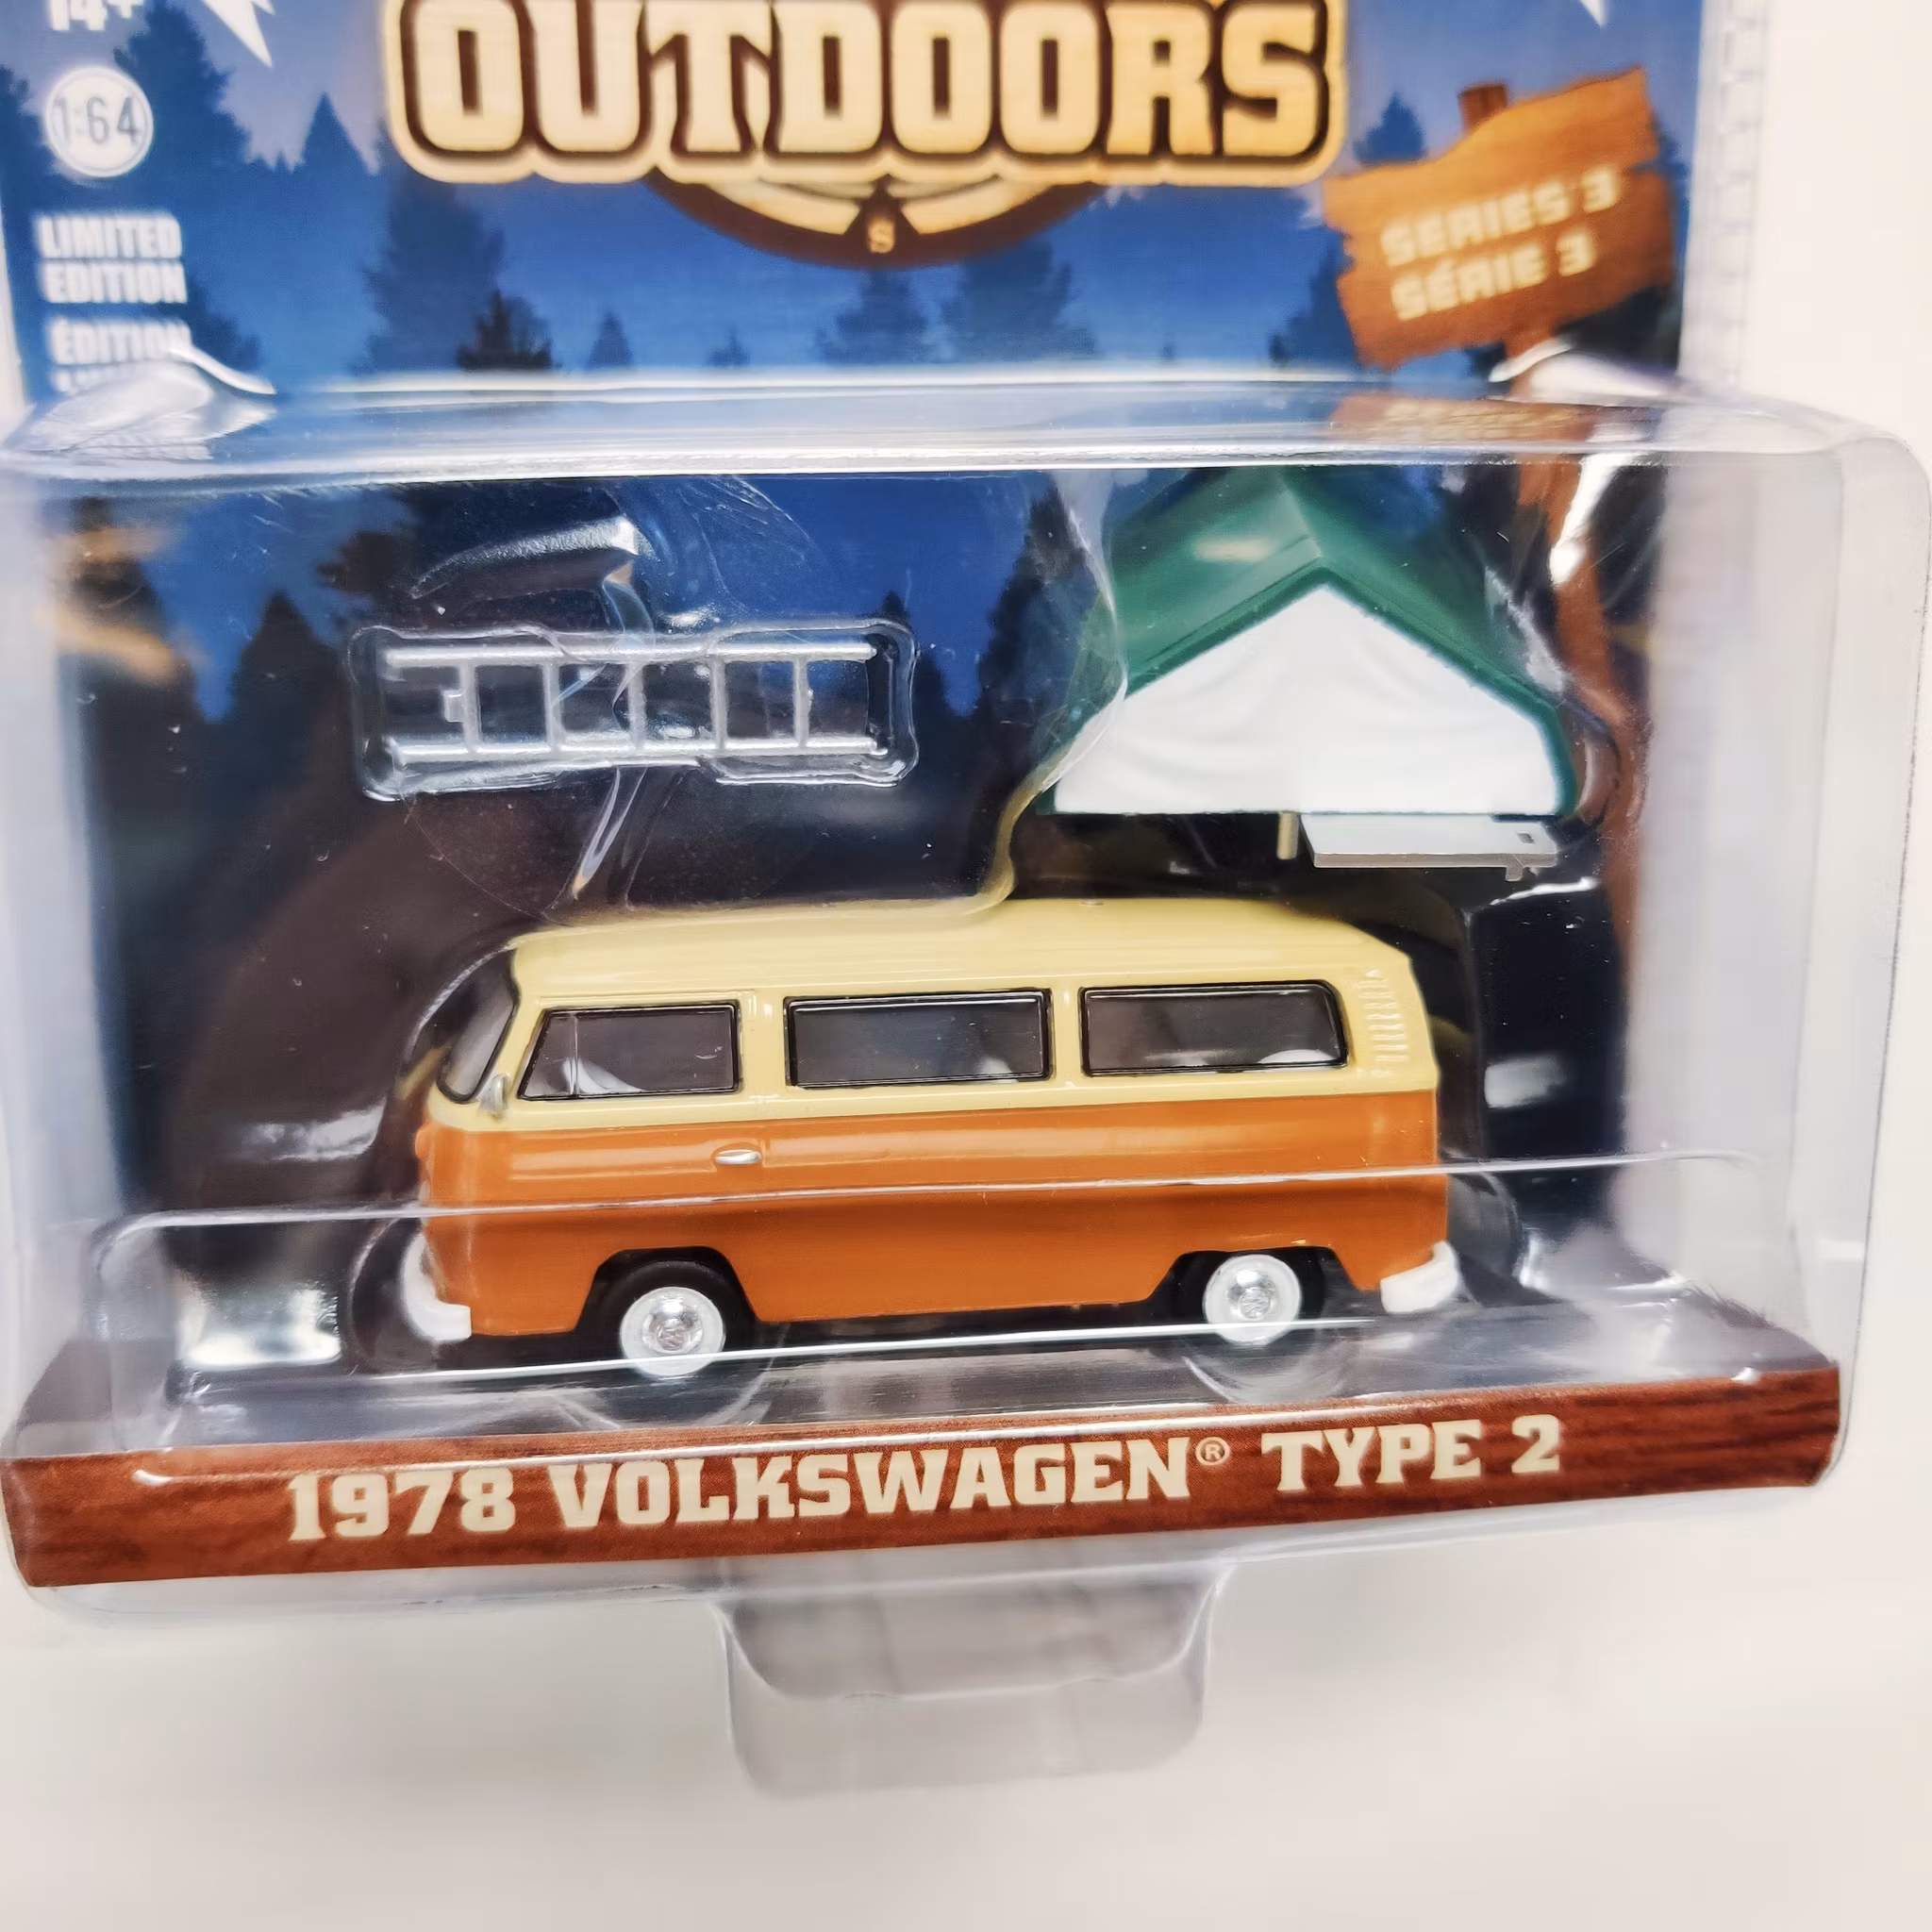 14+
OUTDOORS
1:64
S
SERIES 3
SÉRIE 3
LIMITED
EDITION
ÉDITION
1978 VOLKSWAGEN® TYPE 2